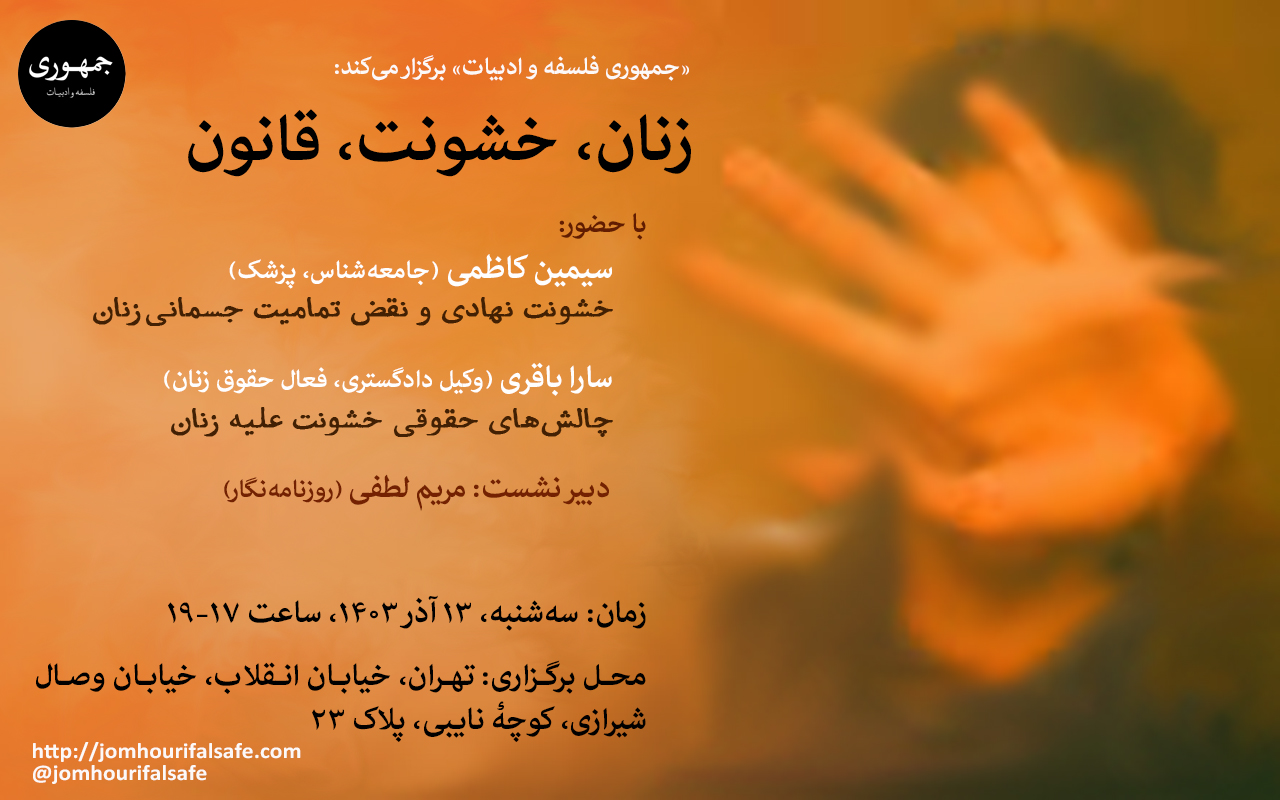 جمهوری
فلسفه و ادبیات
«جمهوری فلسفه و ادبیات» برگزار می‌کند:
زنان، خشونت، قانون
با حضور:
سیمین کاظمی (جامعه‌شناس، پزشک)
خشونت نهادی و نقض تمامیت جسمانی زنان
سارا باقری (وکیل دادگستری، فعال حقوق زنان)
چالش‌های حقوقی خشونت علیه زنان
دبیر نشست: مریم لطفی (روزنامه‌نگار)
زمان: سه‌شنبه، ۱۳ آذر ۱۴۰۳، ساعت ۱۷-۱۹
محل برگزاری: تهران، خیابان انقلاب، خیابان وصال
شیرازی، کوچهٔ نایبی، پلاک ۲۳
http://jomhourifalsafe.com
@jomhourifalsafe